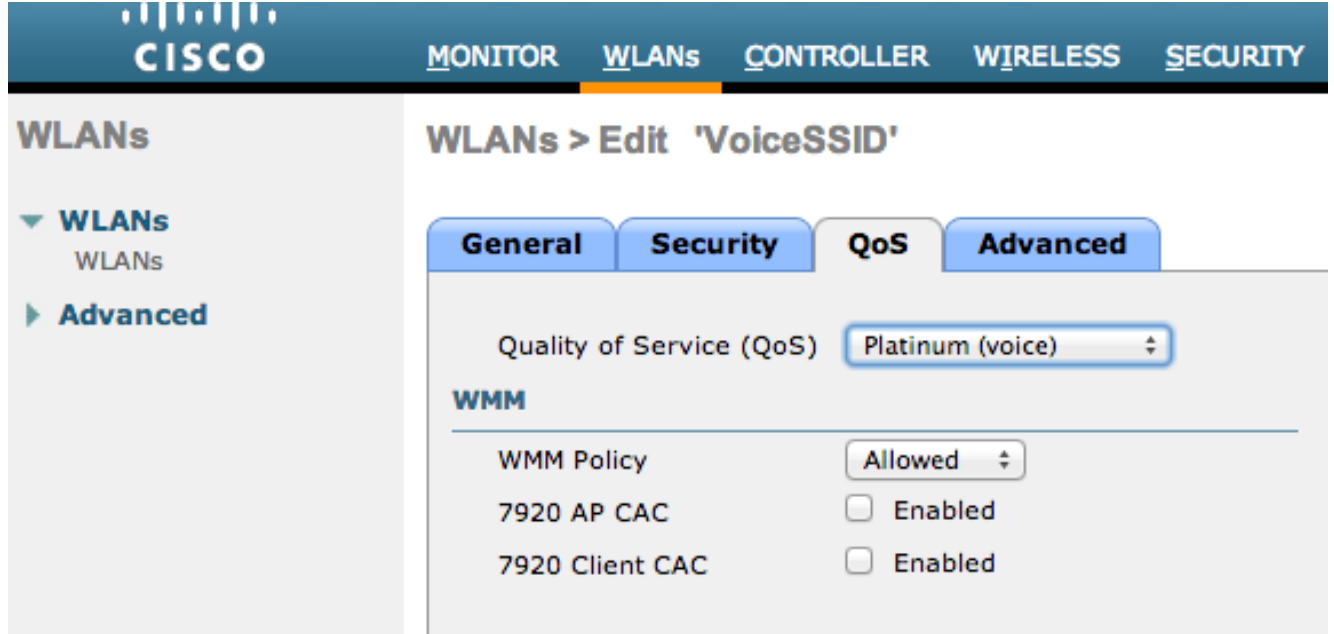 CISCO
MONITOR WLANs CONTROLLER WIRELESS SECURITY
WLANs
WLANs
WLANs
Advanced
WLANs > Edit 'VoiceSSID'
General Security QoS Advanced
Quality of Service (QoS) Platinum (voice)
WMM
WMM Policy Allowed
7920 AP CAC Enabled
7920 Client CAC Enabled